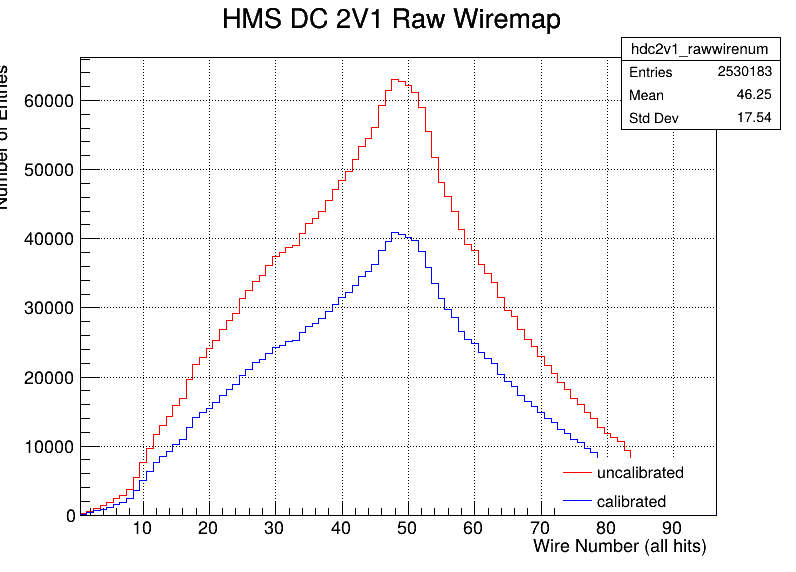 HMS DC 2V1 Raw Wiremap
hdc2v1_rawwirenum
Entries 2530183
Mean 46.25
Std Dev 17.54
Number of Entries
60000
50000
40000
30000
20000
10000
0
uncalibrated
calibrated
10 20 30 40 50 60 70 80 90
Wire Number (all hits)